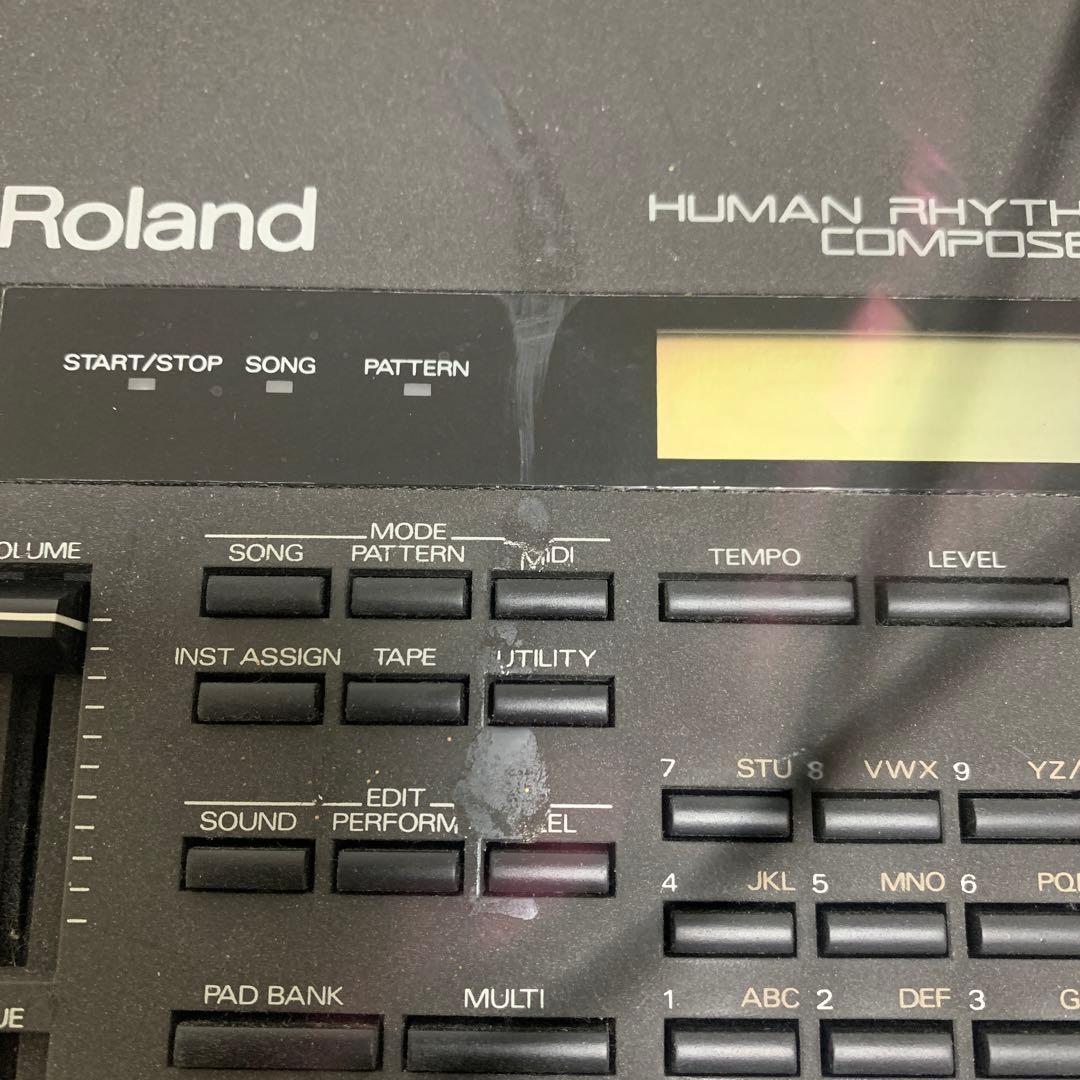 Roland
HUMAN RHYTH
COMPOSE
START/STOP SONG PATTERN
OLUME
MODE
SONG PATTERN MIDI
TEMPO LEVEL
INST ASSIGN TAPE UTILITY
7 STU 8 VWX 9 YZ/
EDIT
SOUND PERFORM EL
4 JKL 5 MNO 6 PQ
PAD BANK MULTI
1 ABC 2 DEF 3 G
UE